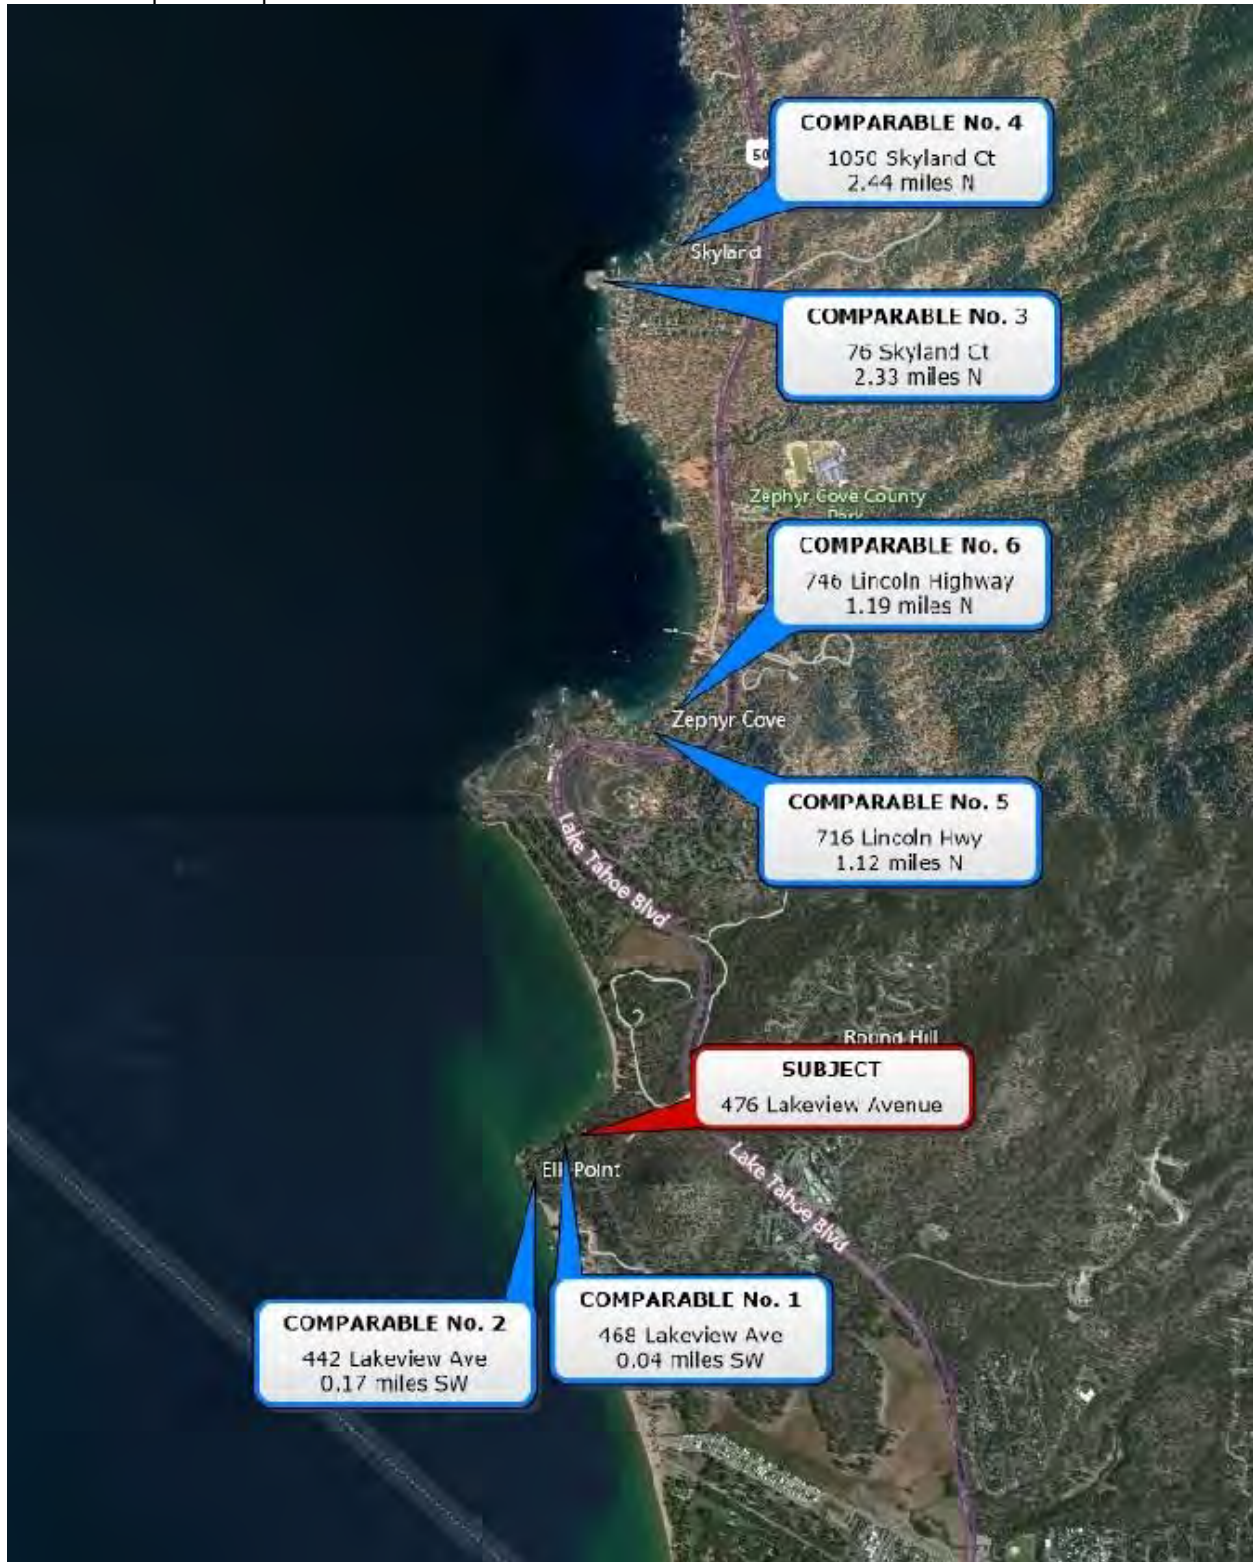 COMPARABLE No. 4
1050 Skyland Ct
2.44 miles N
50
Skyland
COMPARABLE No. 3
76 Skyland Ct
2.33 miles N
Zephyr Cove County
Park
COMPARABLE No. 6
746 Lincoln Highway
1.19 miles N
Zephyr Cove
COMPARABLE No. 5
716 Lincoln Hwy
1.12 miles N
Lake Tahoe Blvd
Round Hill
SUBJECT
476 Lakeview Avenue
Elk Point
Lake Tahoe Blvd
COMPARABLE No. 1
468 Lakeview Ave
0.04 miles SW
COMPARABLE No. 2
442 Lakeview Ave
0.17 miles SW